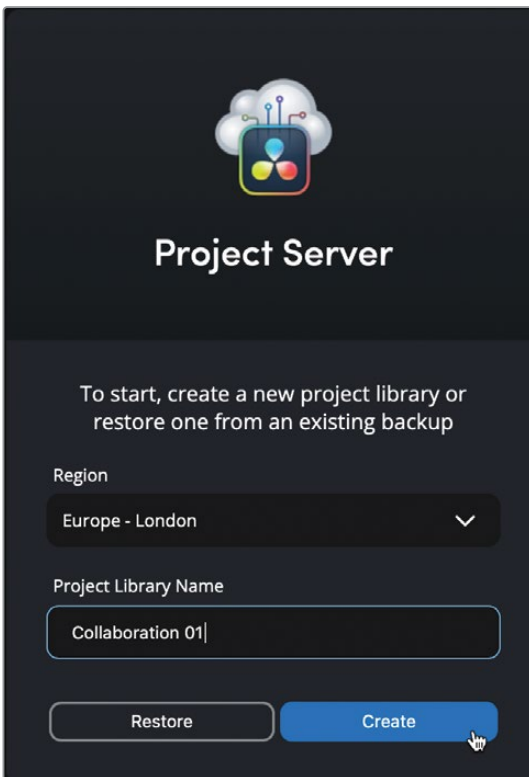 Project Server
To start, create a new project library or
restore one from an existing backup
Region
Europe - London
Project Library Name
Collaboration 01
Restore
Create